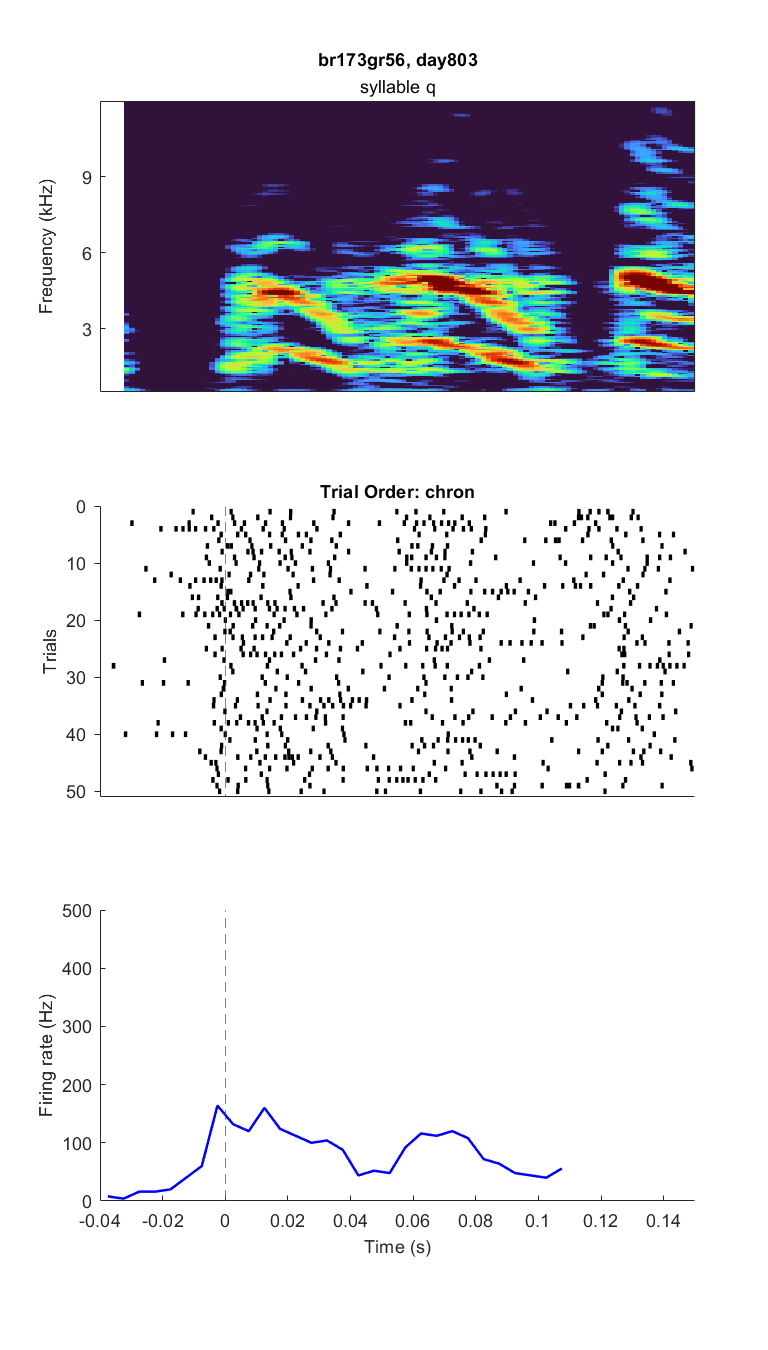 br173gr56, day803
syllable q
9
6
3
Frequency (kHz)
Trial Order: chron
0
10
20
30
40
50
Trials
500
400
300
200
100
0
Firing rate (Hz)
-0.04 -0.02 0 0.02 0.04 0.06 0.08 0.1 0.12 0.14
Time (s)